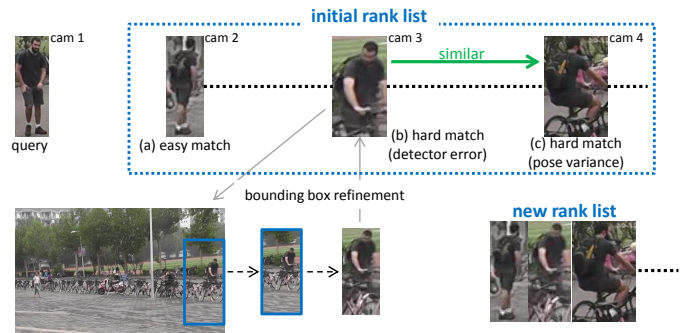 initial rank list
cam 1
cam 2
cam 3
cam 4
similar
query
(a) easy match
(b) hard match
(detector error)
(c) hard match
(pose variance)
bounding box refinement
new rank list